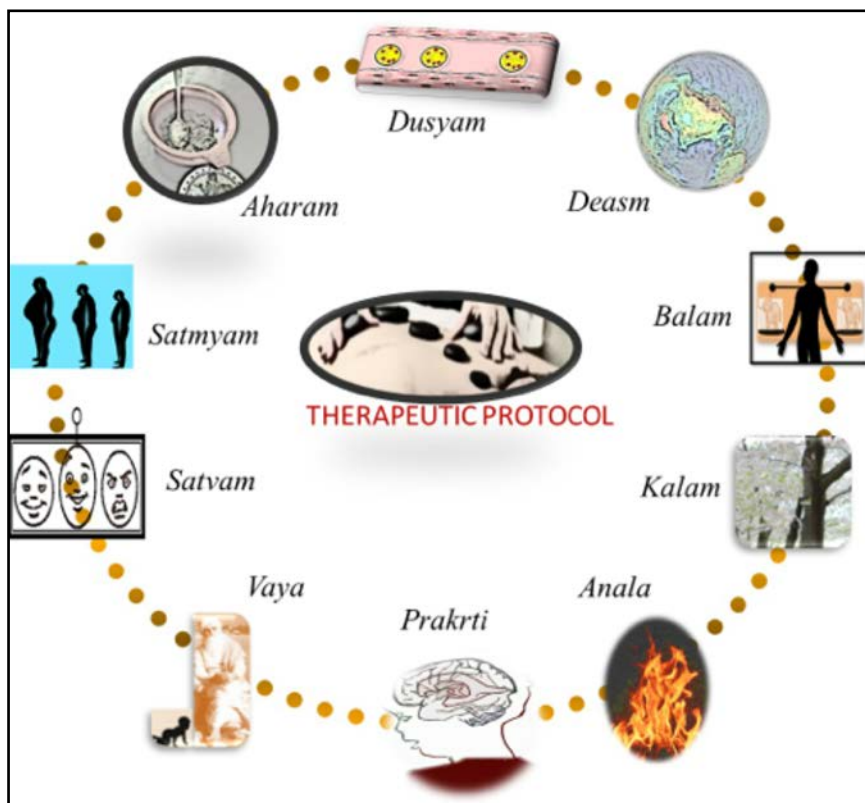 Dusyam
Aharam
Deasm
Satmyam
Balam
THERAPEUTIC PROTOCOL
Satvam
Kalam
Vaya
Prakrti
Anala